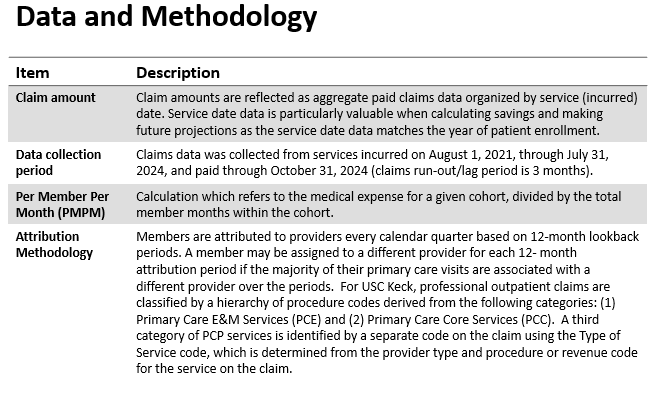 Data and Methodology
Item Description
Claim amount Claim amounts are reflected as aggregate paid claims data organized by service (incurred)
date. Service date data is particularly valuable when calculating savings and making
future projections as the service date data matches the year of patient enrollment.
Data collection Claims data was collected from services incurred on August 1, 2021, through July 31,
period 2024, and paid through October 31, 2024 (claims run-out/lag period is 3 months).
Per Member Per Calculation which refers to the medical expense for a given cohort, divided by the total
Month (PMPM) member months within the cohort.
Attribution Members are attributed to providers every calendar quarter based on 12-month lookback
Methodology periods. A member may be assigned to a different provider for each 12- month
attribution period if the majority of their primary care visits are associated with a
different provider over the periods.  For USC Keck, professional outpatient claims are
classified by a hierarchy of procedure codes derived from the following categories: (1)
Primary Care E&M Services (PCE) and (2) Primary Care Core Services (PCC).  A third
category of PCP services is identified by a separate code on the claim using the Type of
Service code, which is determined from the provider type and procedure or revenue code
for the service on the claim.